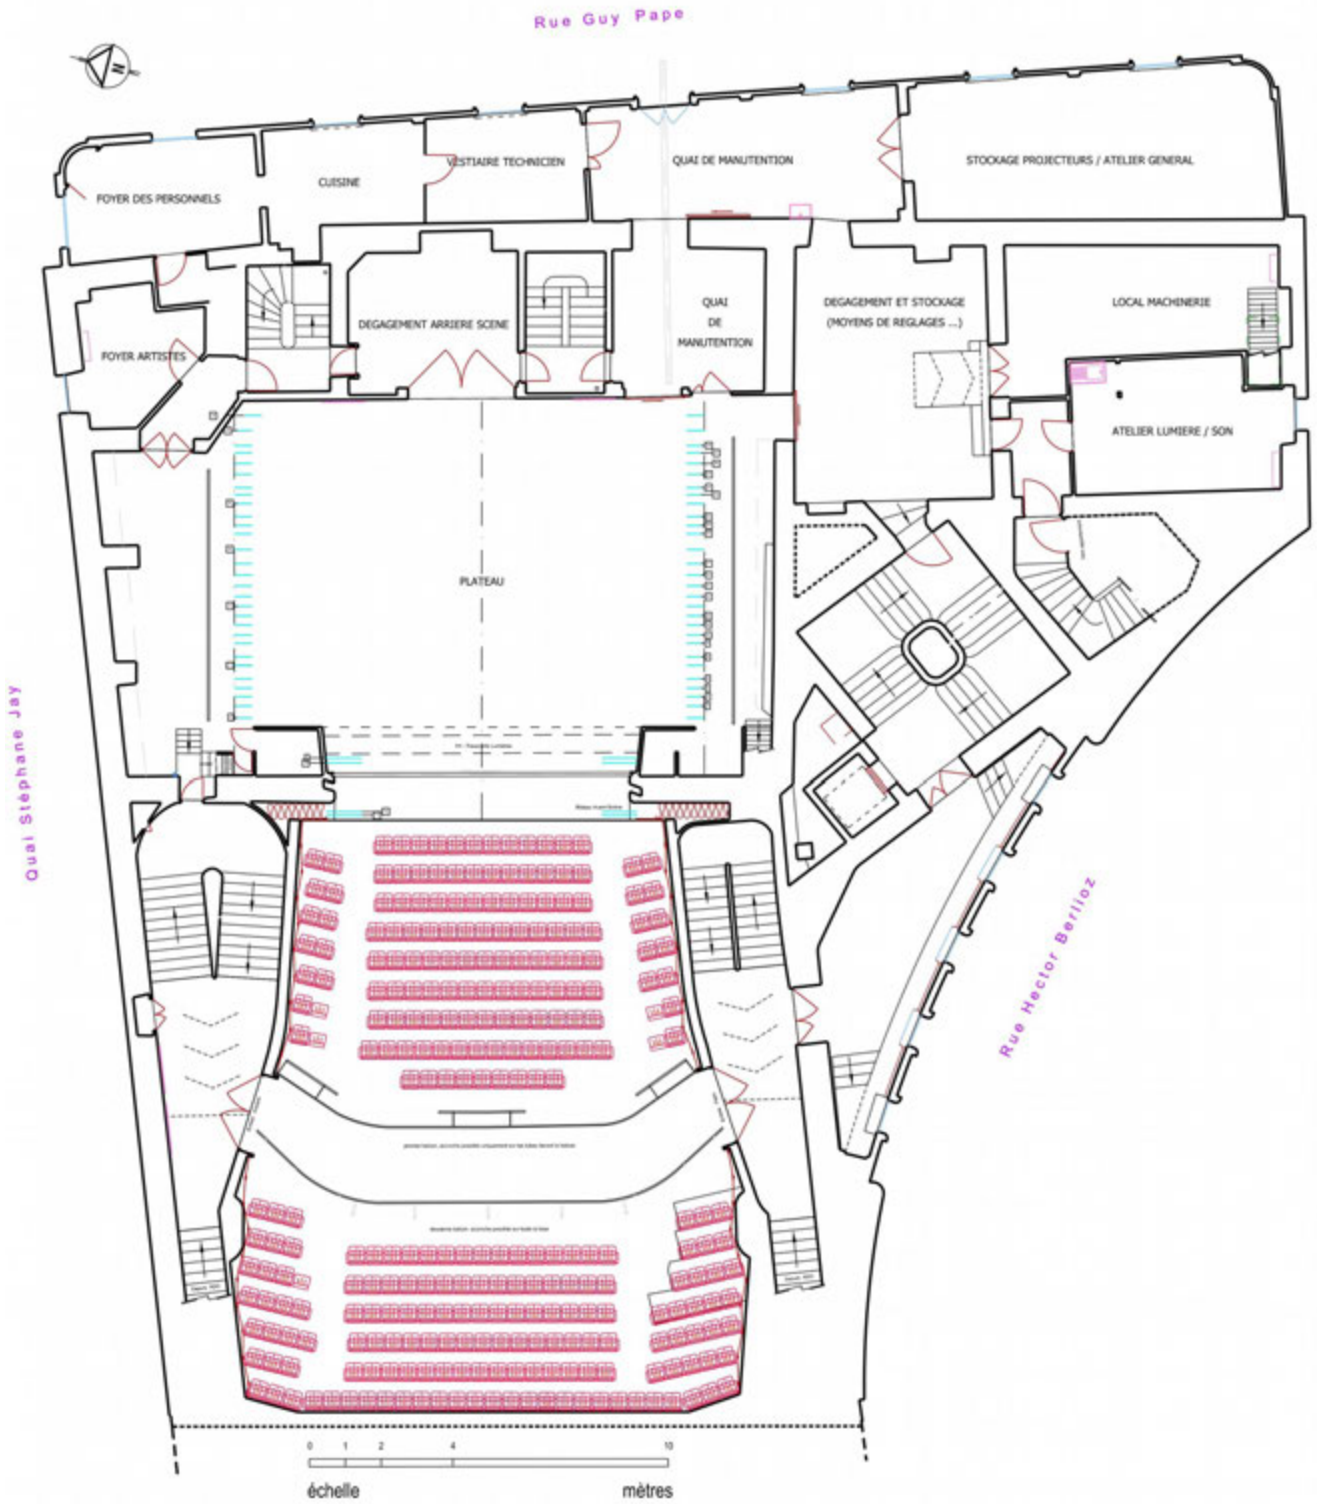 Rue Guy Pape
N
VESTIAIRE TECHNICIEN
QUAI DE MANUTENTION
STOCKAGE PROJECTEURS / ATELIER GENERAL
CUISINE
FOYER DES PERSONNELS
QUAI
DE
MANUTENTION
DEGAGEMENT ET STOCKAGE
(MOYENS DE REGLAGES ...)
LOCAL MACHINERIE
DEGAGEMENT ARRIERE SCENE
FOYER ARTISTES
ATELIER LUMIERE / SON
PLATEAU
Quai Stéphane Jay
Rue Hector Berlioz
0 1 2 4 10
échelle mètres